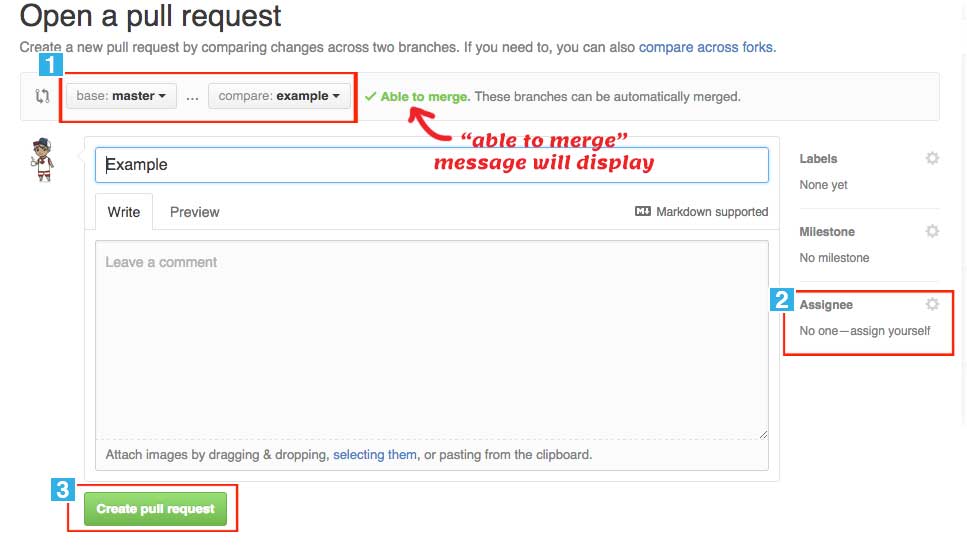 Open a pull request
Create a new pull request by comparing changes across two branches. If you need to, you can also compare across forks.
1
base: master ... compare: example ✓ Able to merge. These branches can be automatically merged.
“able to merge”
message will display
Example
Write Preview Markdown supported
Leave a comment
Attach images by dragging & dropping, selecting them, or pasting from the clipboard.
Labels
None yet
Milestone
No milestone
2
Assignee
No one—assign yourself
3
Create pull request